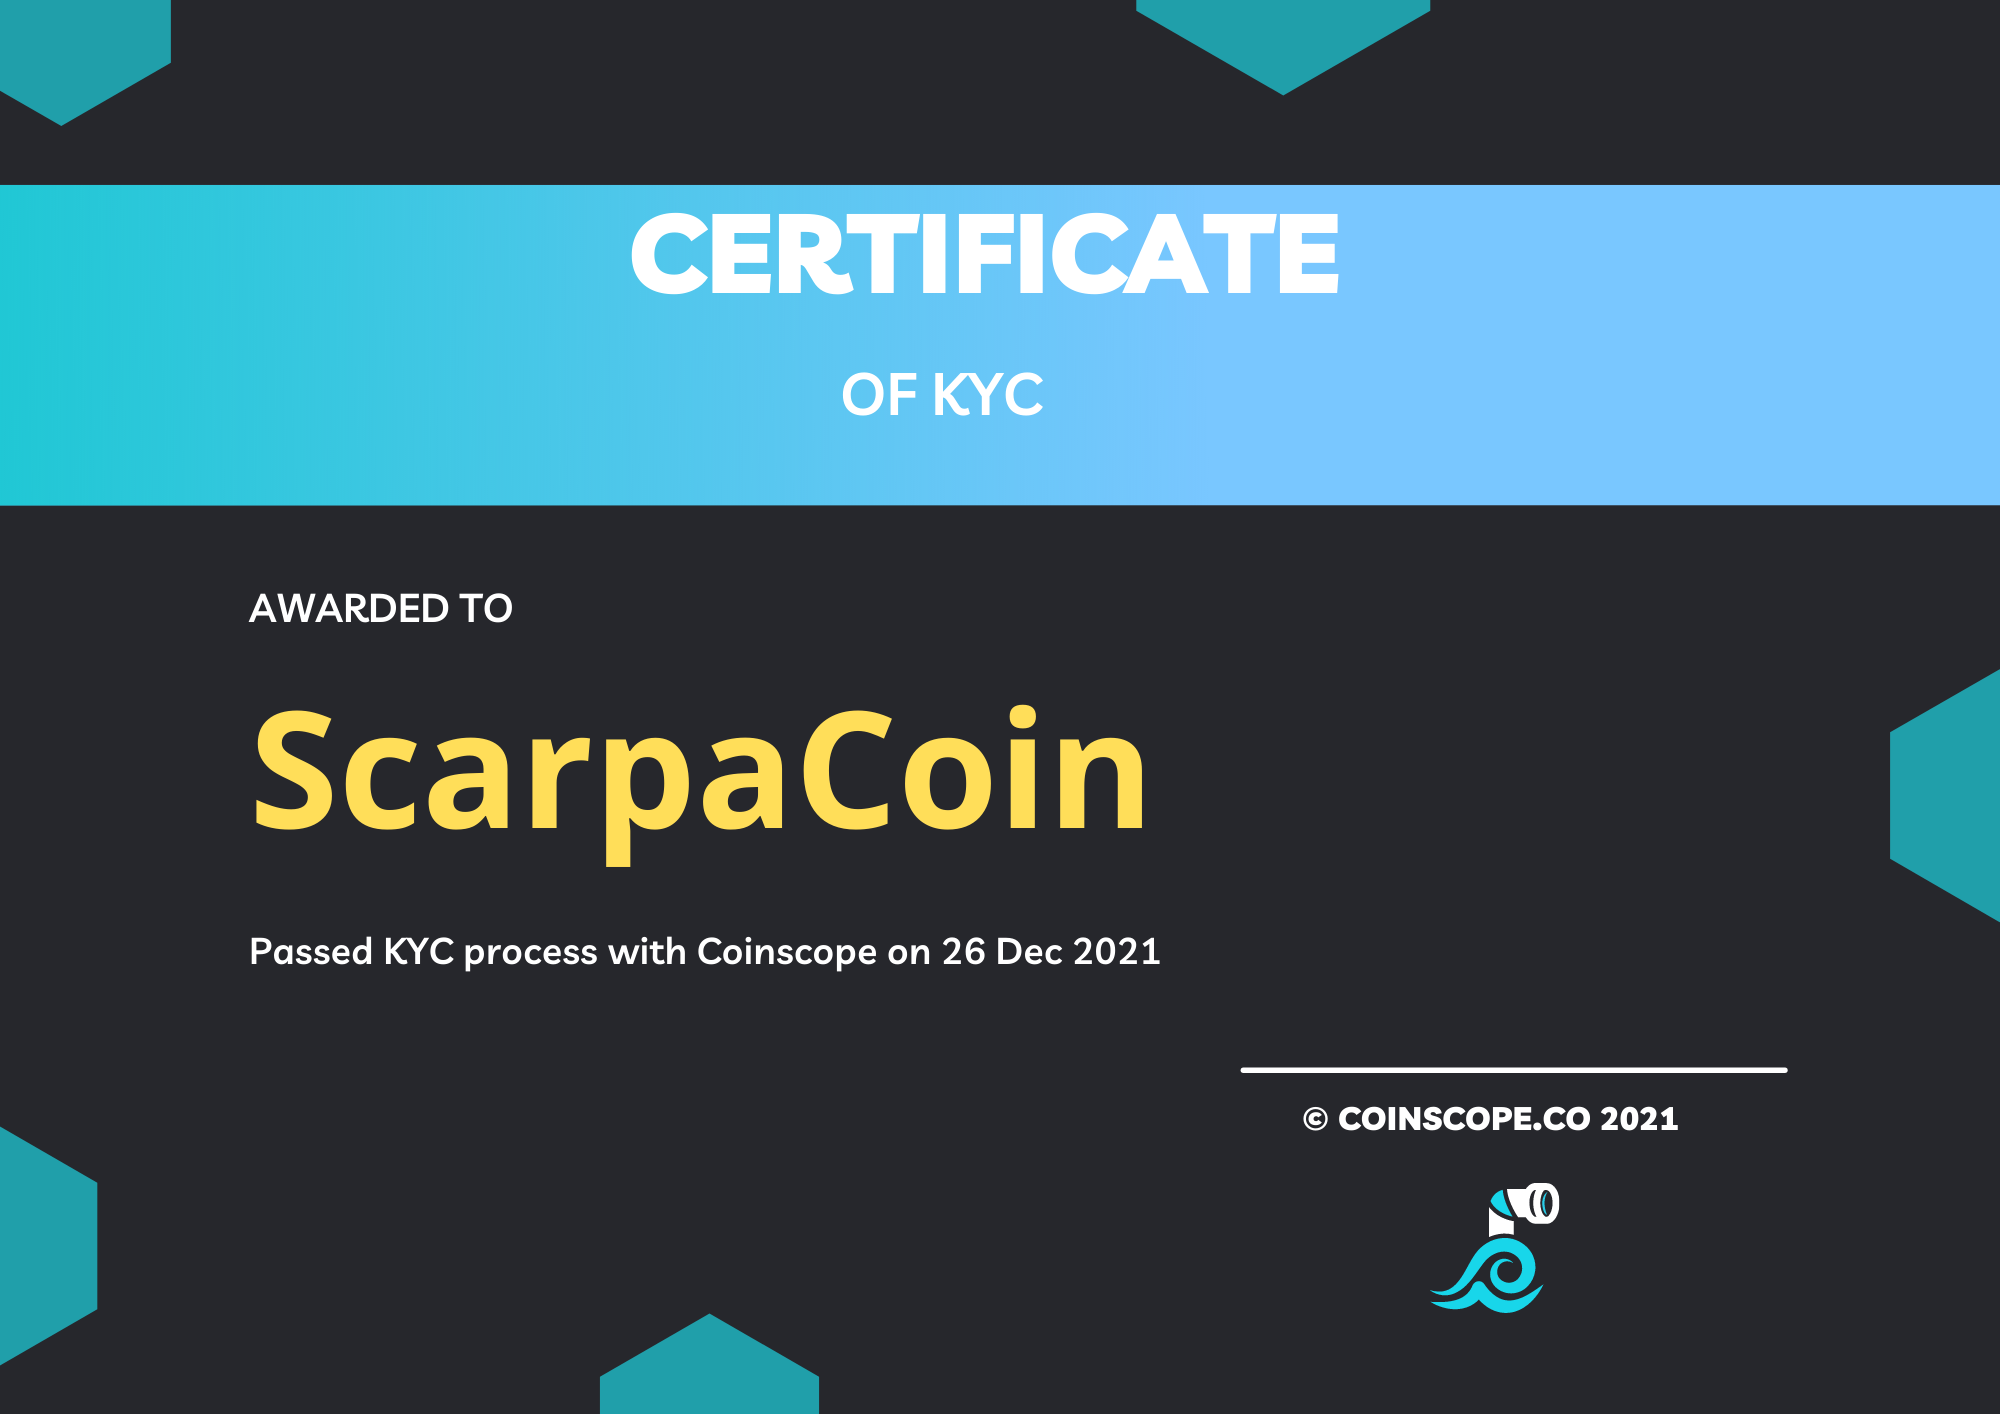 CERTIFICATE
OF KYC
AWARDED TO
ScarpaCoin
Passed KYC process with Coinscope on 26 Dec 2021
© COINSCOPE.CO 2021